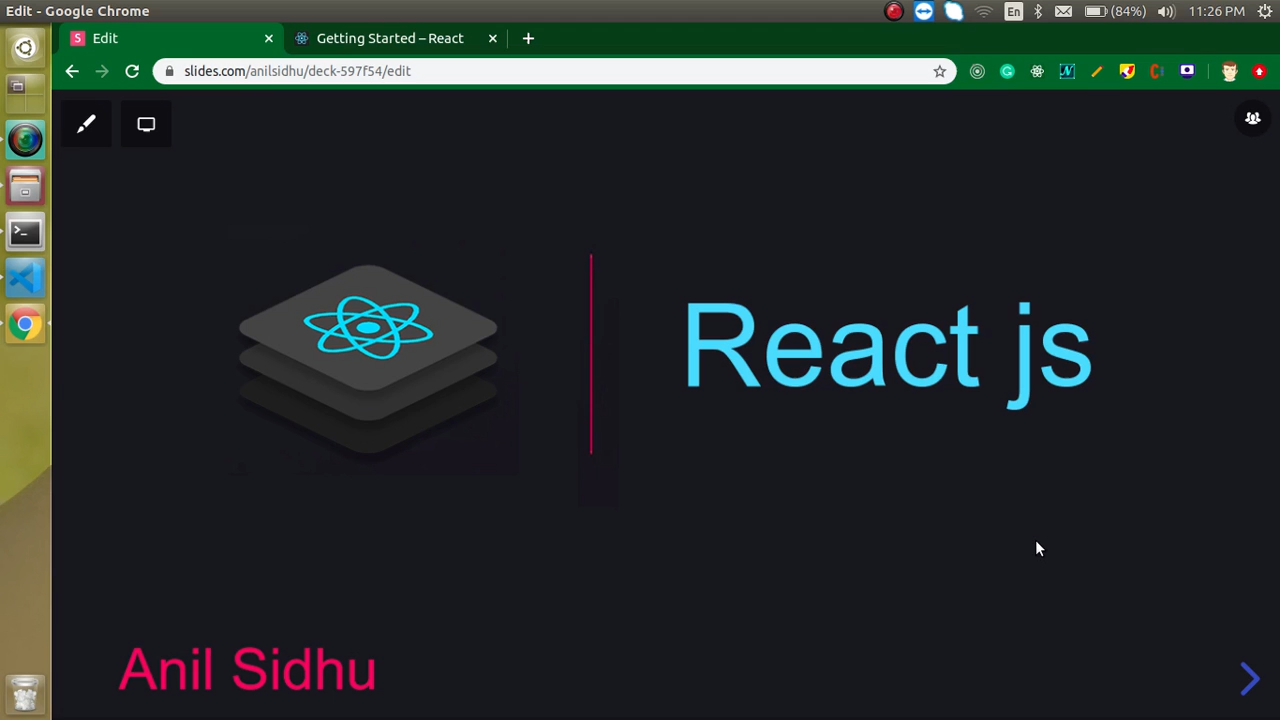 Edit - Google Chrome
En
(84%)
11:26 PM
S
Edit
Getting Started – React
slides.com/anilsidhu/deck-597f54/edit
React js
Anil Sidhu